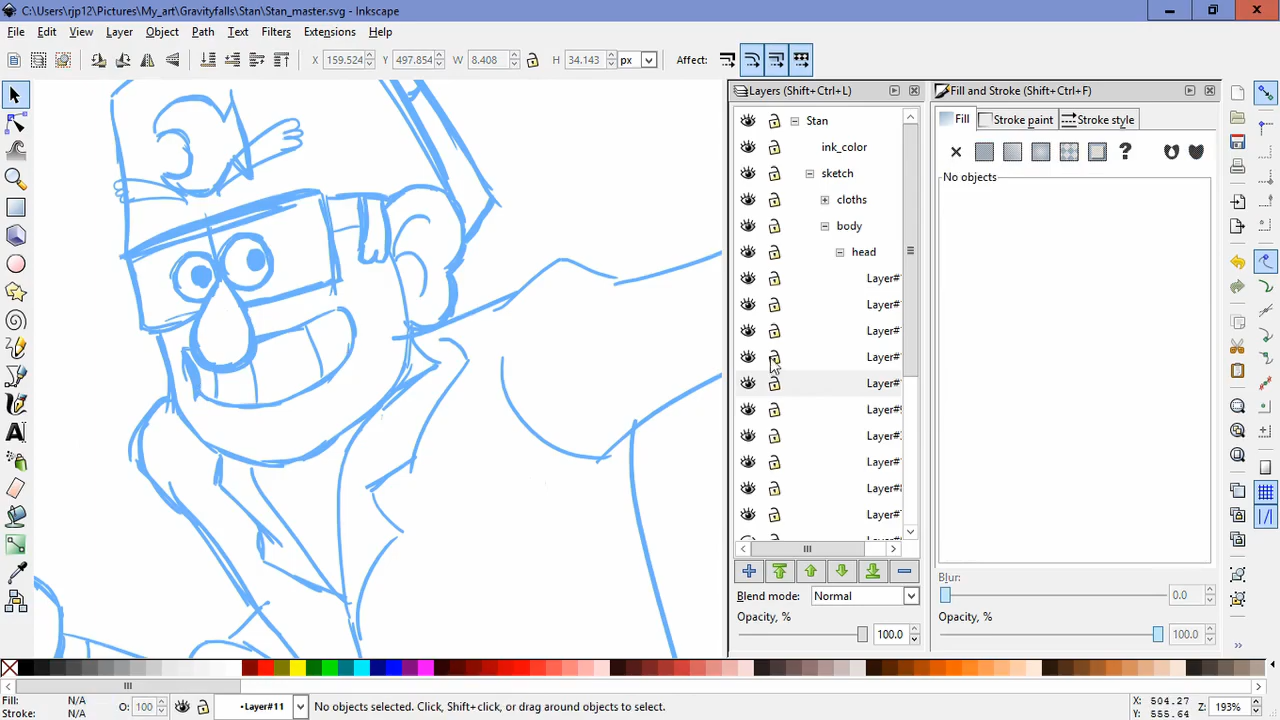 C:\Users\rjp12\Pictures\My_art\Gravityfalls\Stan\Stan_master.svg - Inkscape
File Edit View Layer Object Path Text Filters Extensions Help
X 159.524 Y 497.854 W 8.408 H 34.143 px Affect:
Layers (Shift+Ctrl+L)
Fill and Stroke (Shift+Ctrl+F)
Stan
Fill Stroke paint Stroke style
ink_color
?
sketch
No objects
cloths
body
head
Layer#
Layer#
Layer#
Layer#
Layer#
Layer#
Layer#
Layer#
Layer#
Layer#
Blend mode: Normal
Opacity, % 100.0
Blur: 0.0
Opacity, % 100.0
Fill: N/A
Stroke: N/A
O: 100
•Layer#11
No objects selected. Click, Shift+click, or drag around objects to select.
X: 504.27
Y: 555.64
Z: 193%